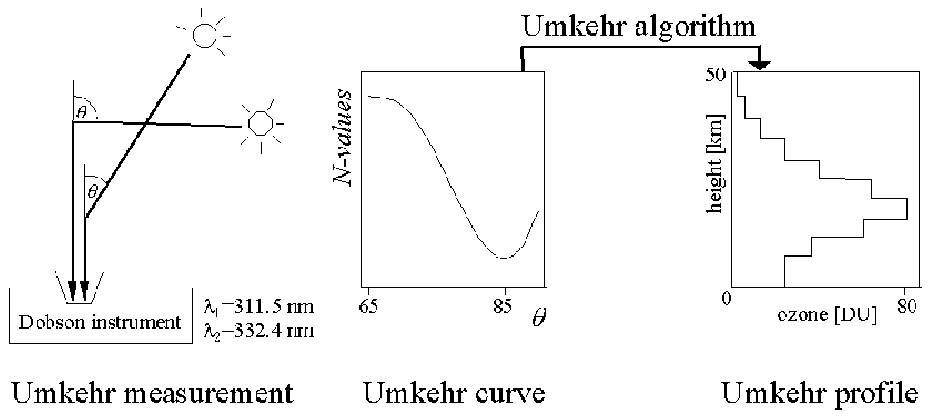 Umkehr algorithm
θ
θ
Dobson instrument
λ1=311.5 nm
λ2=332.4 nm
N-values
65
85
θ
50
height [km]
0
80
ozone [DU]
Umkehr measurement
Umkehr curve
Umkehr profile